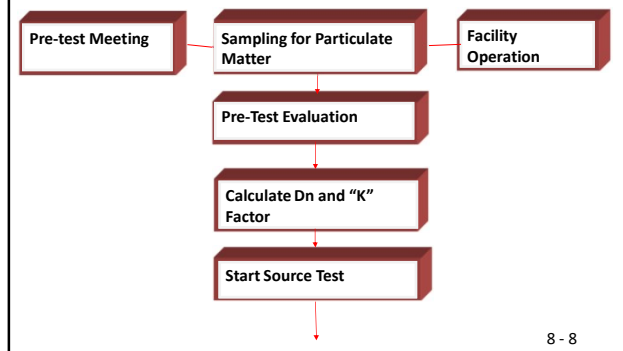 Pre-test Meeting
Sampling for Particulate
Matter
Facility
Operation
Pre-Test Evaluation
Calculate Dn and “K”
Factor
Start Source Test
8 - 8